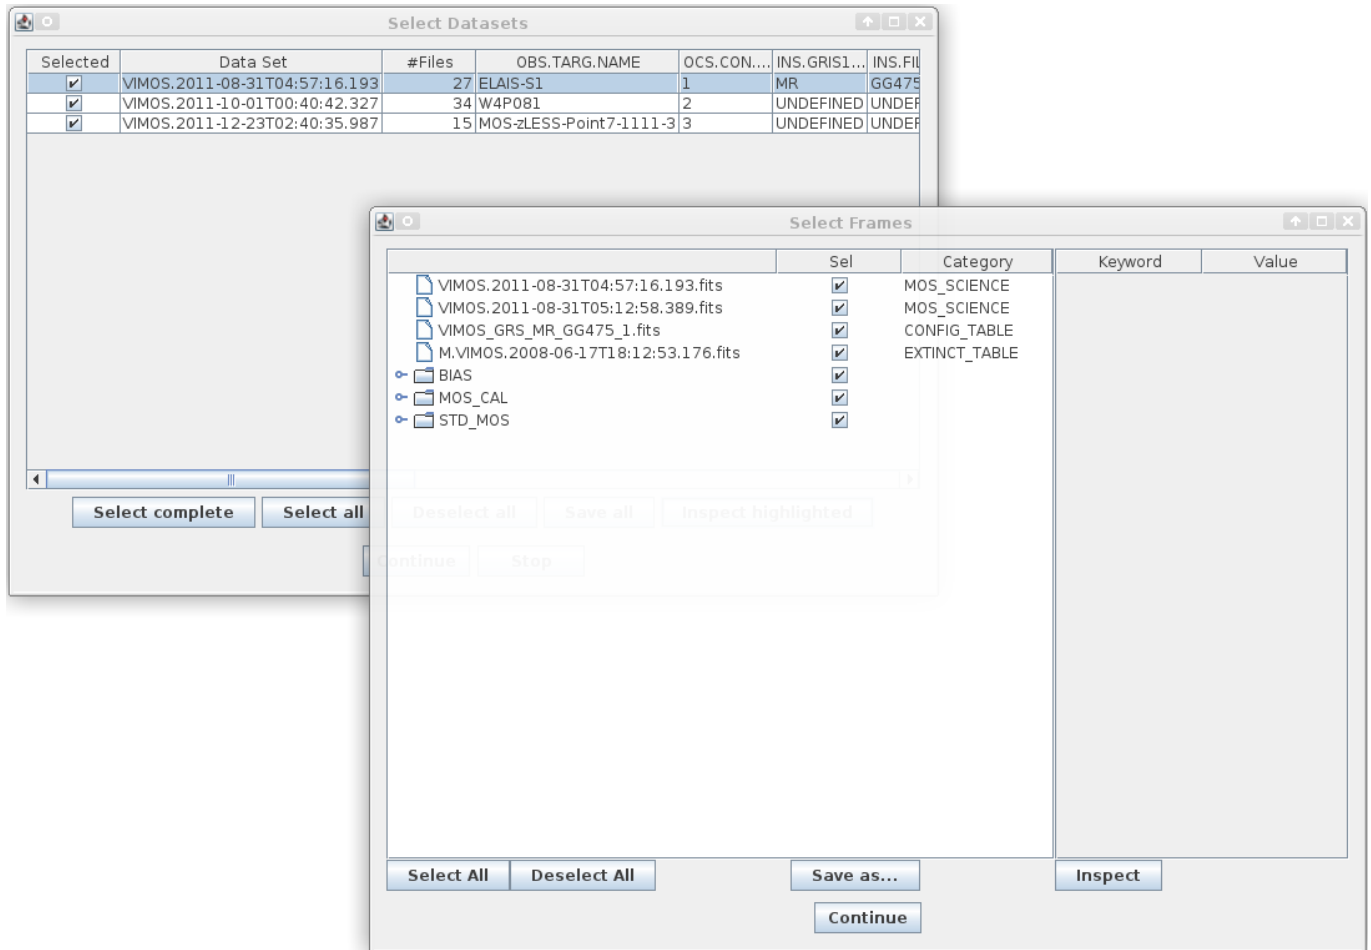 Select Datasets
Selected Data Set #Files OBS.TARG.NAME OCS.CON.... INS.GRIS1... INS.FIL
VIMOS.2011-08-31T04:57:16.193 27 ELAIS-S1 1 MR GG475
VIMOS.2011-10-01T00:40:42.327 34 W4P081 2 UNDEFINED UNDEF
VIMOS.2011-12-23T02:40:35.987 15 MOS-zLESS-Point7-1111-3 3 UNDEFINED UNDEF
Select complete Select all Deselect all Save all Inspect highlighted
Continue Stop
Select Frames
Sel Category Keyword Value
VIMOS.2011-08-31T04:57:16.193.fits MOS_SCIENCE
VIMOS.2011-08-31T05:12:58.389.fits MOS_SCIENCE
VIMOS_GRS_MR_GG475_1.fits CONFIG_TABLE
M.VIMOS.2008-06-17T18:12:53.176.fits EXTINCT_TABLE
BIAS
MOS_CAL
STD_MOS
Select All Deselect All Save as... Inspect
Continue